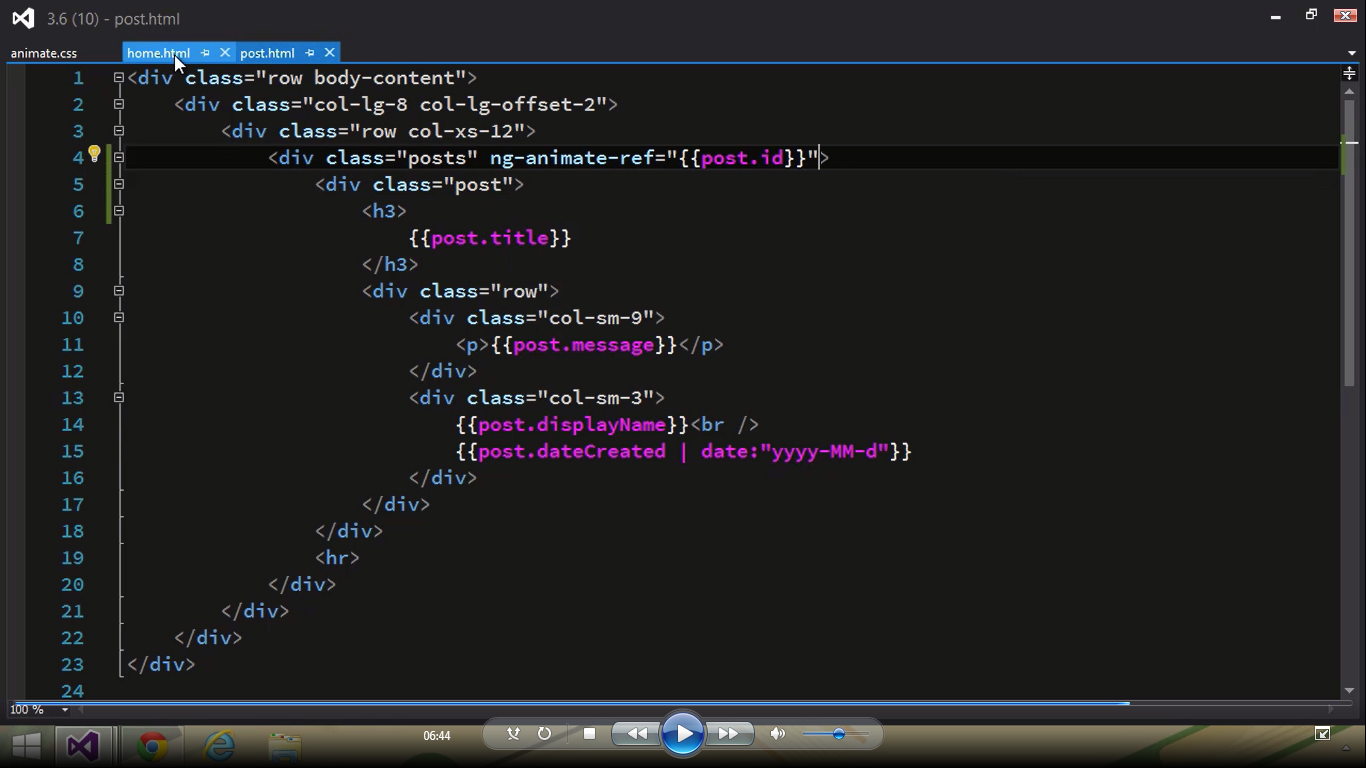 3.6 (10) - post.html
animate.css home.html post.html
1 <div class="row body-content">
2 <div class="col-lg-8 col-lg-offset-2">
3 <div class="row col-xs-12">
4 <div class="posts" ng-animate-ref="{{post.id}}">
5 <div class="post">
6 <h3>
7 {{post.title}}
8 </h3>
9 <div class="row">
10 <div class="col-sm-9">
11 <p>{{post.message}}</p>
12 </div>
13 <div class="col-sm-3">
14 {{post.displayName}}<br />
15 {{post.dateCreated | date:"yyyy-MM-d"}}
16 </div>
17 </div>
18 </div>
19 <hr>
20 </div>
21 </div>
22 </div>
23 </div>
24
100 %
06:44